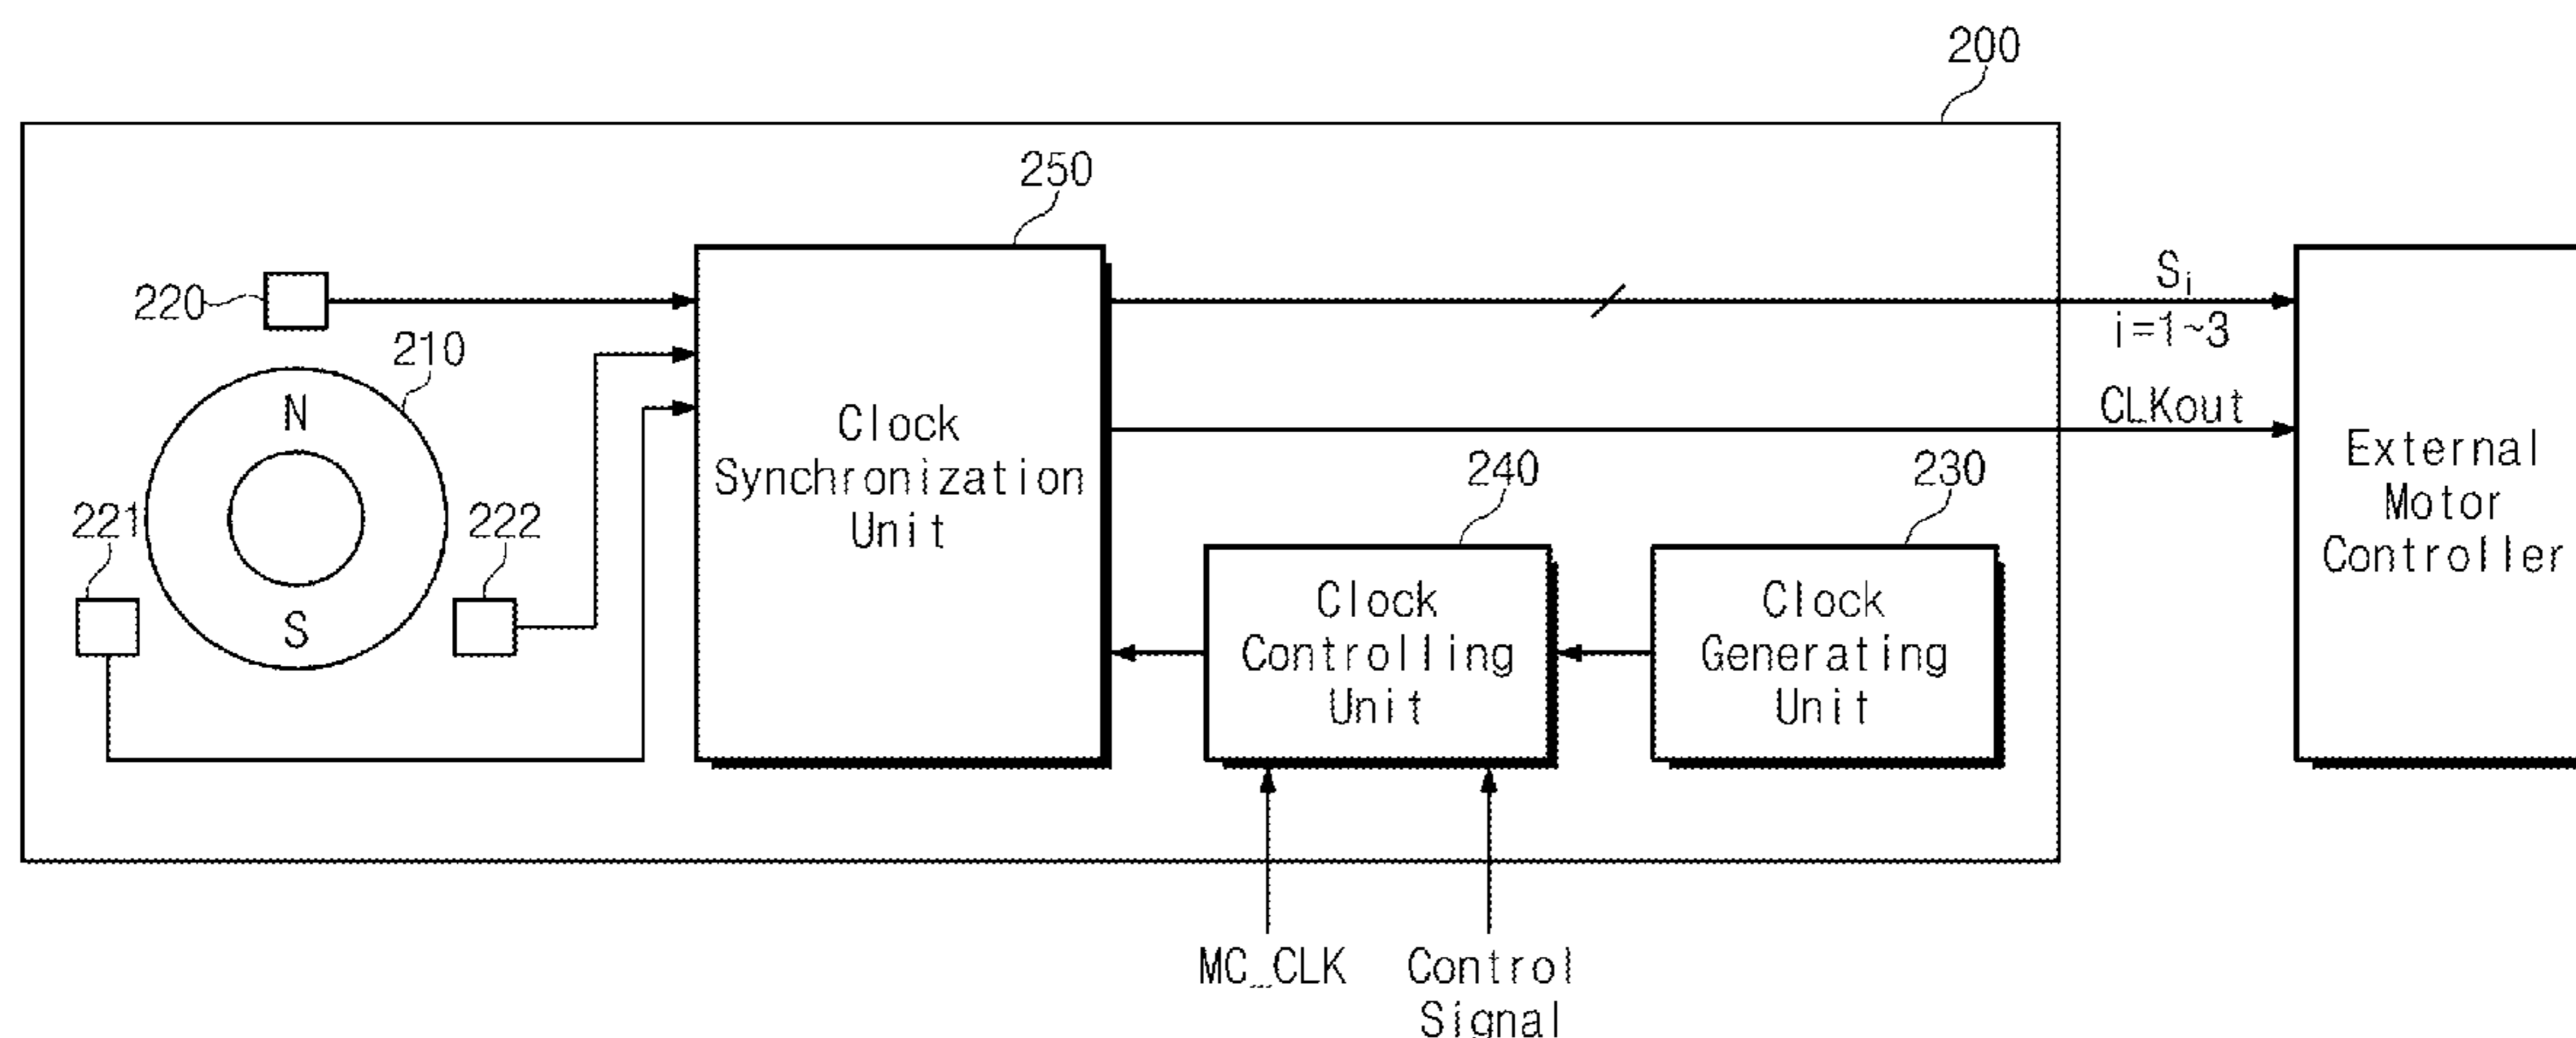 200
250
220
210
N
S
221
222
Clock
Synchronization
Unit
Si
i=1~3
CLKout
240
230
Clock
Controlling
Unit
Clock
Generating
Unit
External
Motor
Controller
MC_CLK
Control
Signal